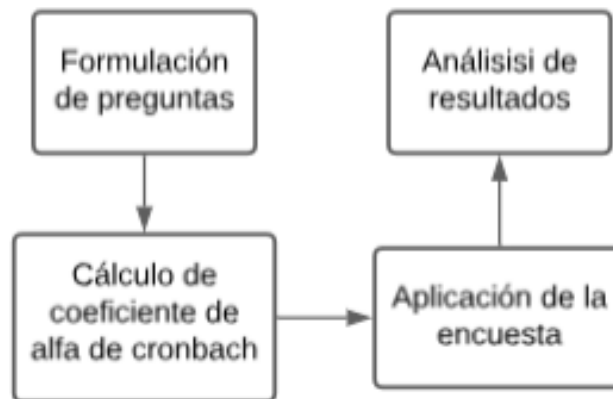 Formulación
de preguntas
Cálculo de
coeficiente de
alfa de cronbach
Aplicación de la
encuesta
Análisisi de
resultados